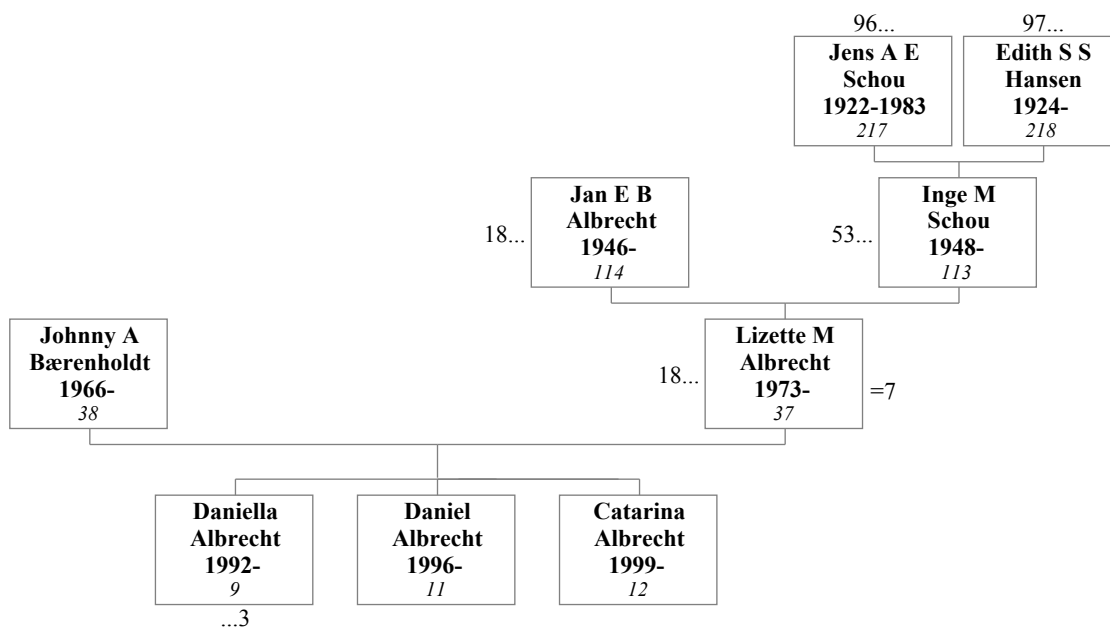 96...
Jens A E
Schou
1922-1983
217
97...
Edith S S
Hansen
1924-
218
18...
Jan E B
Albrecht
1946-
114
53...
Inge M
Schou
1948-
113
Johnny A
Bærenholdt
1966-
38
18...
Lizette M
Albrecht
1973-
37
=7
Daniella
Albrecht
1992-
9
...3
Daniel
Albrecht
1996-
11
Catarina
Albrecht
1999-
12